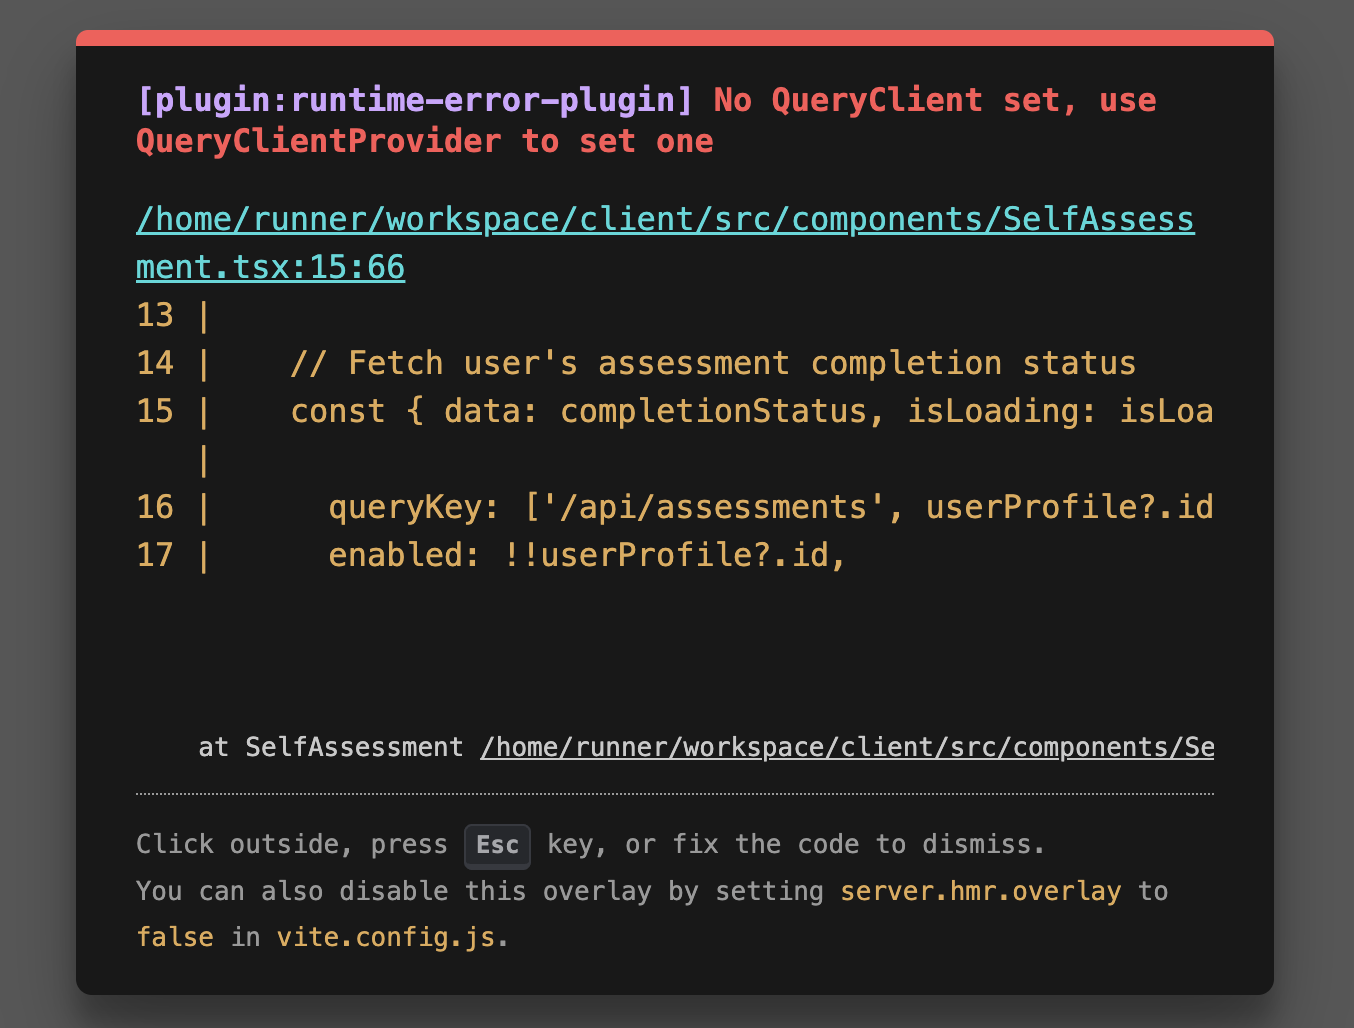 [plugin:runtime-error-plugin] No QueryClient set, use
QueryClientProvider to set one
/home/runner/workspace/client/src/components/SelfAssess
ment.tsx:15:66
13 |
14 |    // Fetch user's assessment completion status
15 |    const { data: completionStatus, isLoading: isLoa
   |
16 |      queryKey: ['/api/assessments', userProfile?.id
17 |      enabled: !!userProfile?.id,
    at SelfAssessment /home/runner/workspace/client/src/components/Se
Click outside, press Esc key, or fix the code to dismiss.
You can also disable this overlay by setting server.hmr.overlay to
false in vite.config.js.